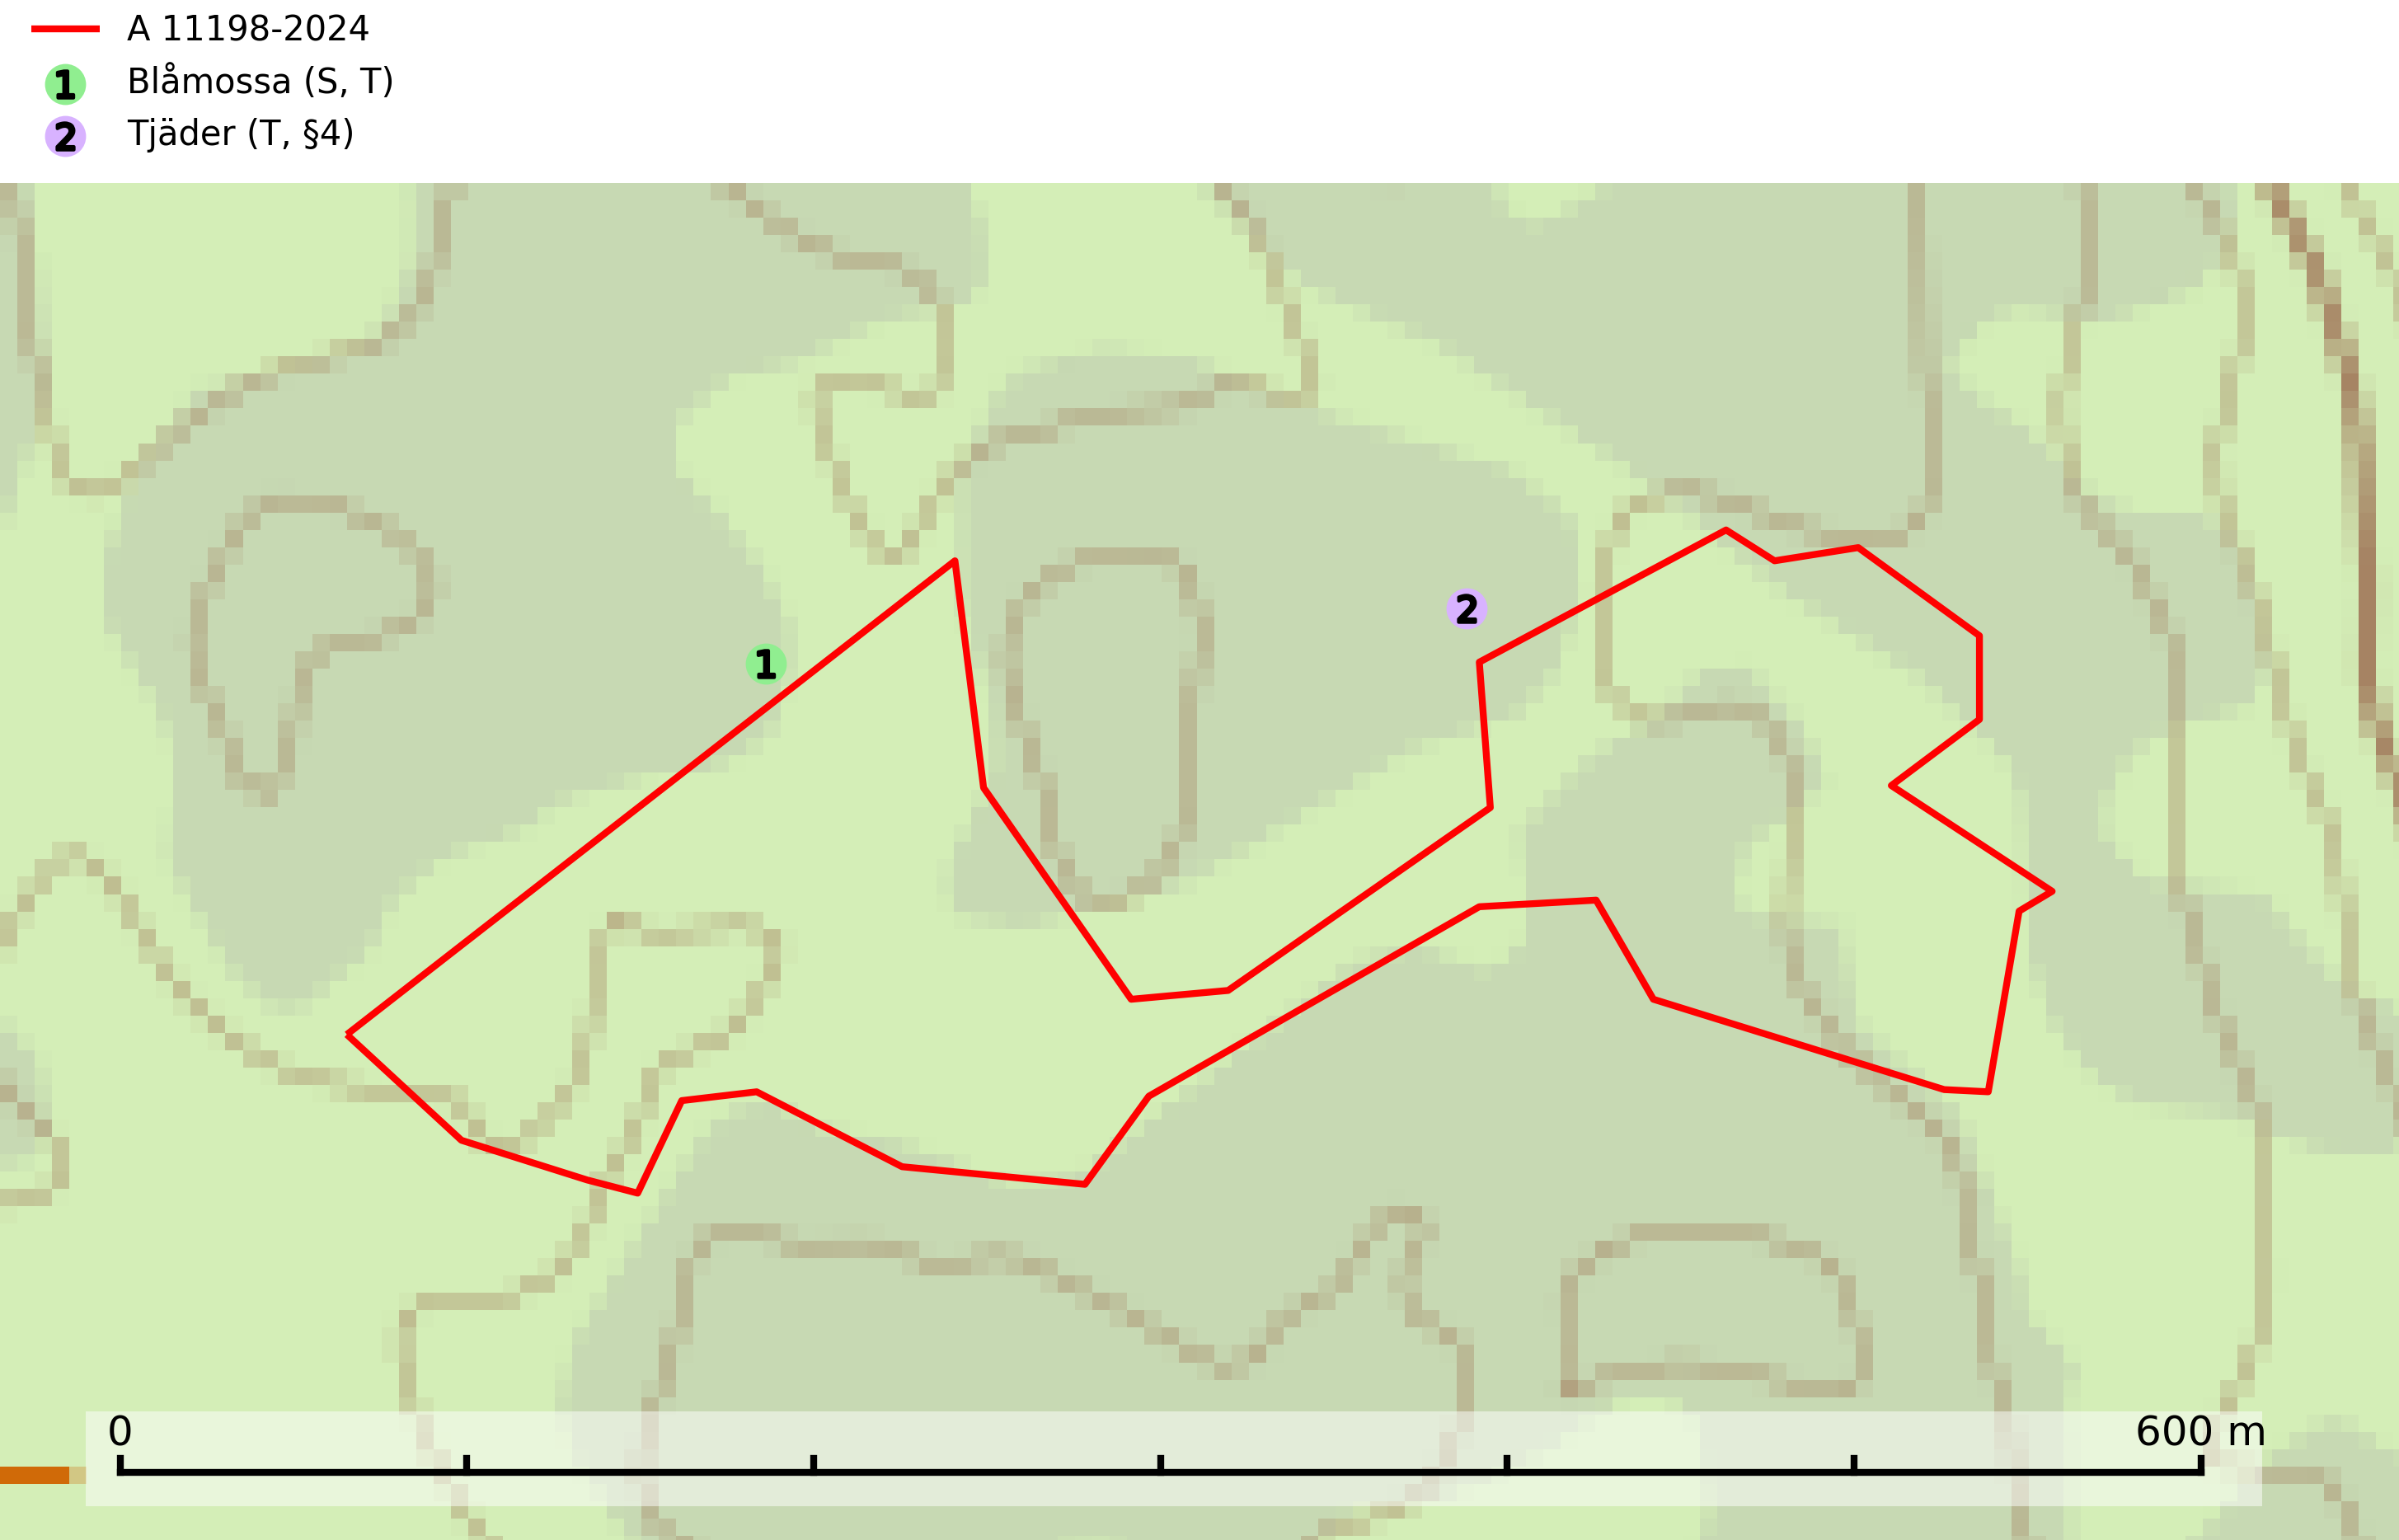 A 11198-2024
1 Blåmossa (S, T)
2 Tjäder (T, §4)
2
1
0 600 m